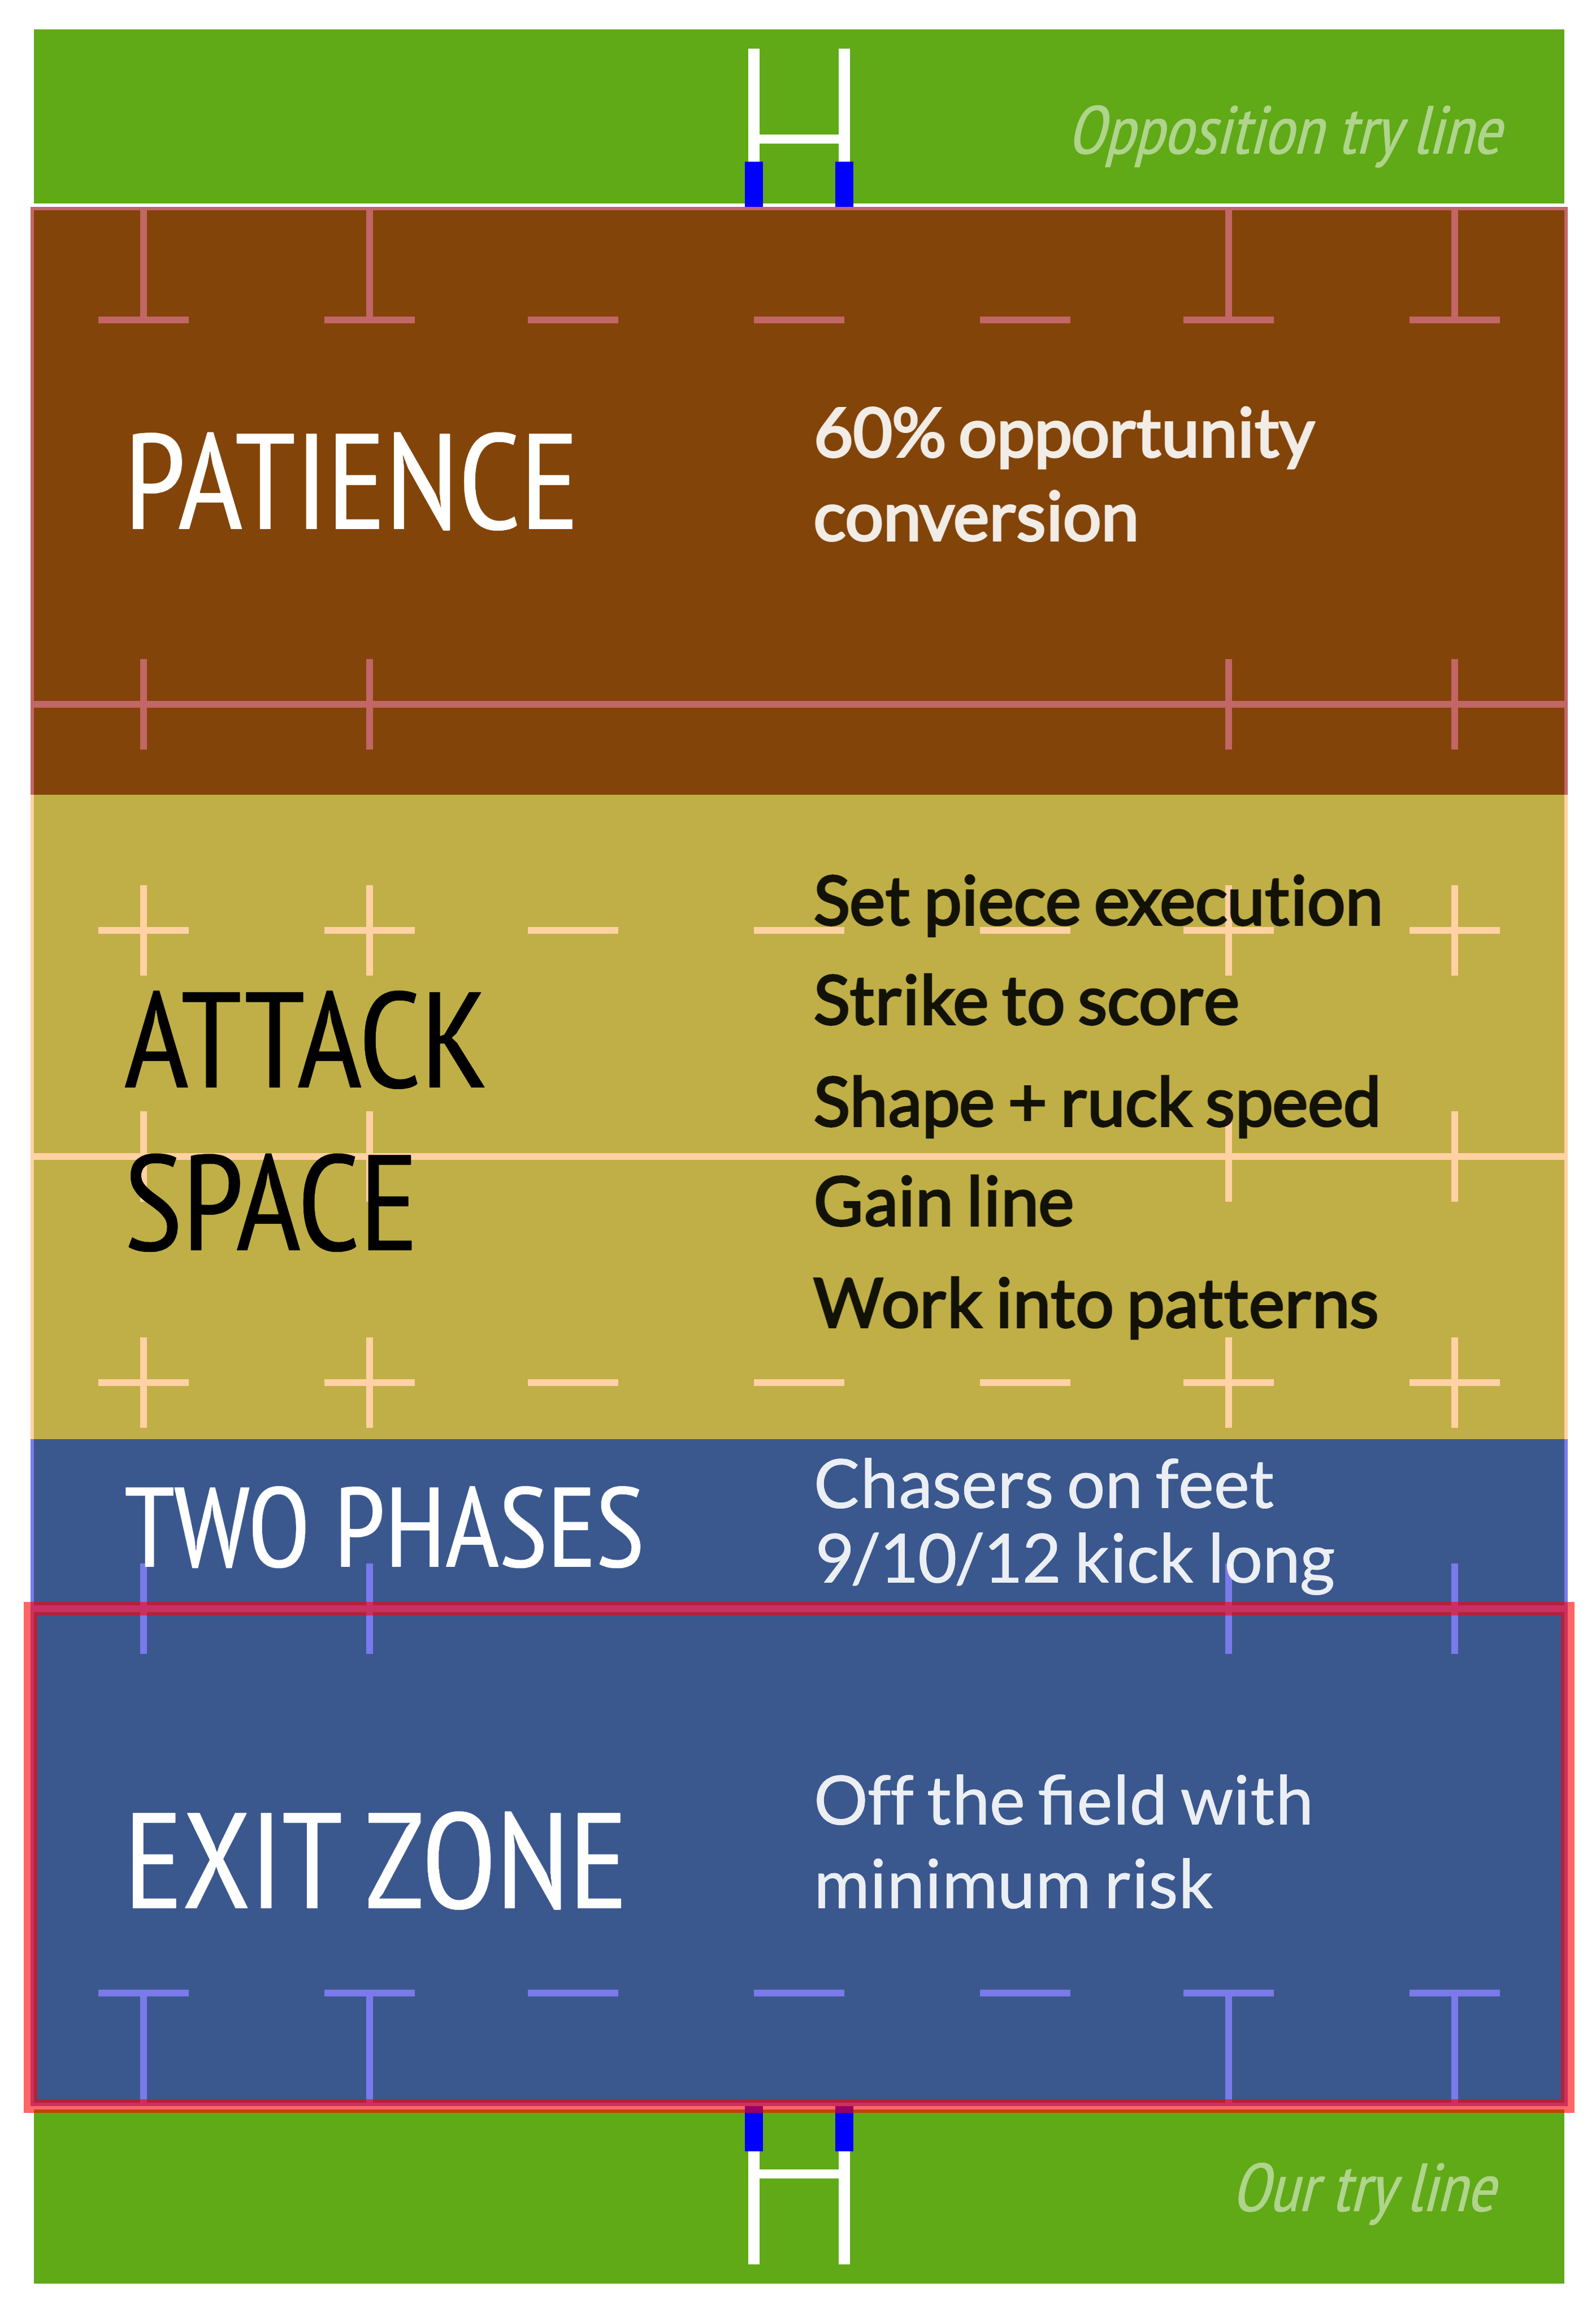 Opposition try line
PATIENCE
60% opportunity
conversion
ATTACK
SPACE
Set piece execution
Strike to score
Shape + ruck speed
Gain line
Work into patterns
TWO PHASES
Chasers on feet
9/10/12 kick long
EXIT ZONE
Off the field with
minimum risk
Our try line